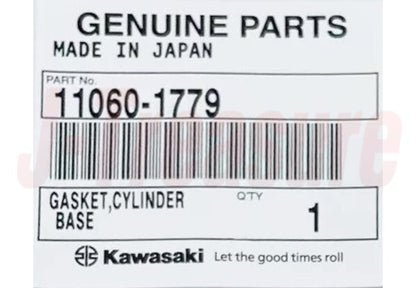 GENUINE PARTS
MADE IN JAPAN
PART No.
11060-1779
GASKET,CYLINDER Q'TY
BASE 1
Kawasaki Let the good times roll